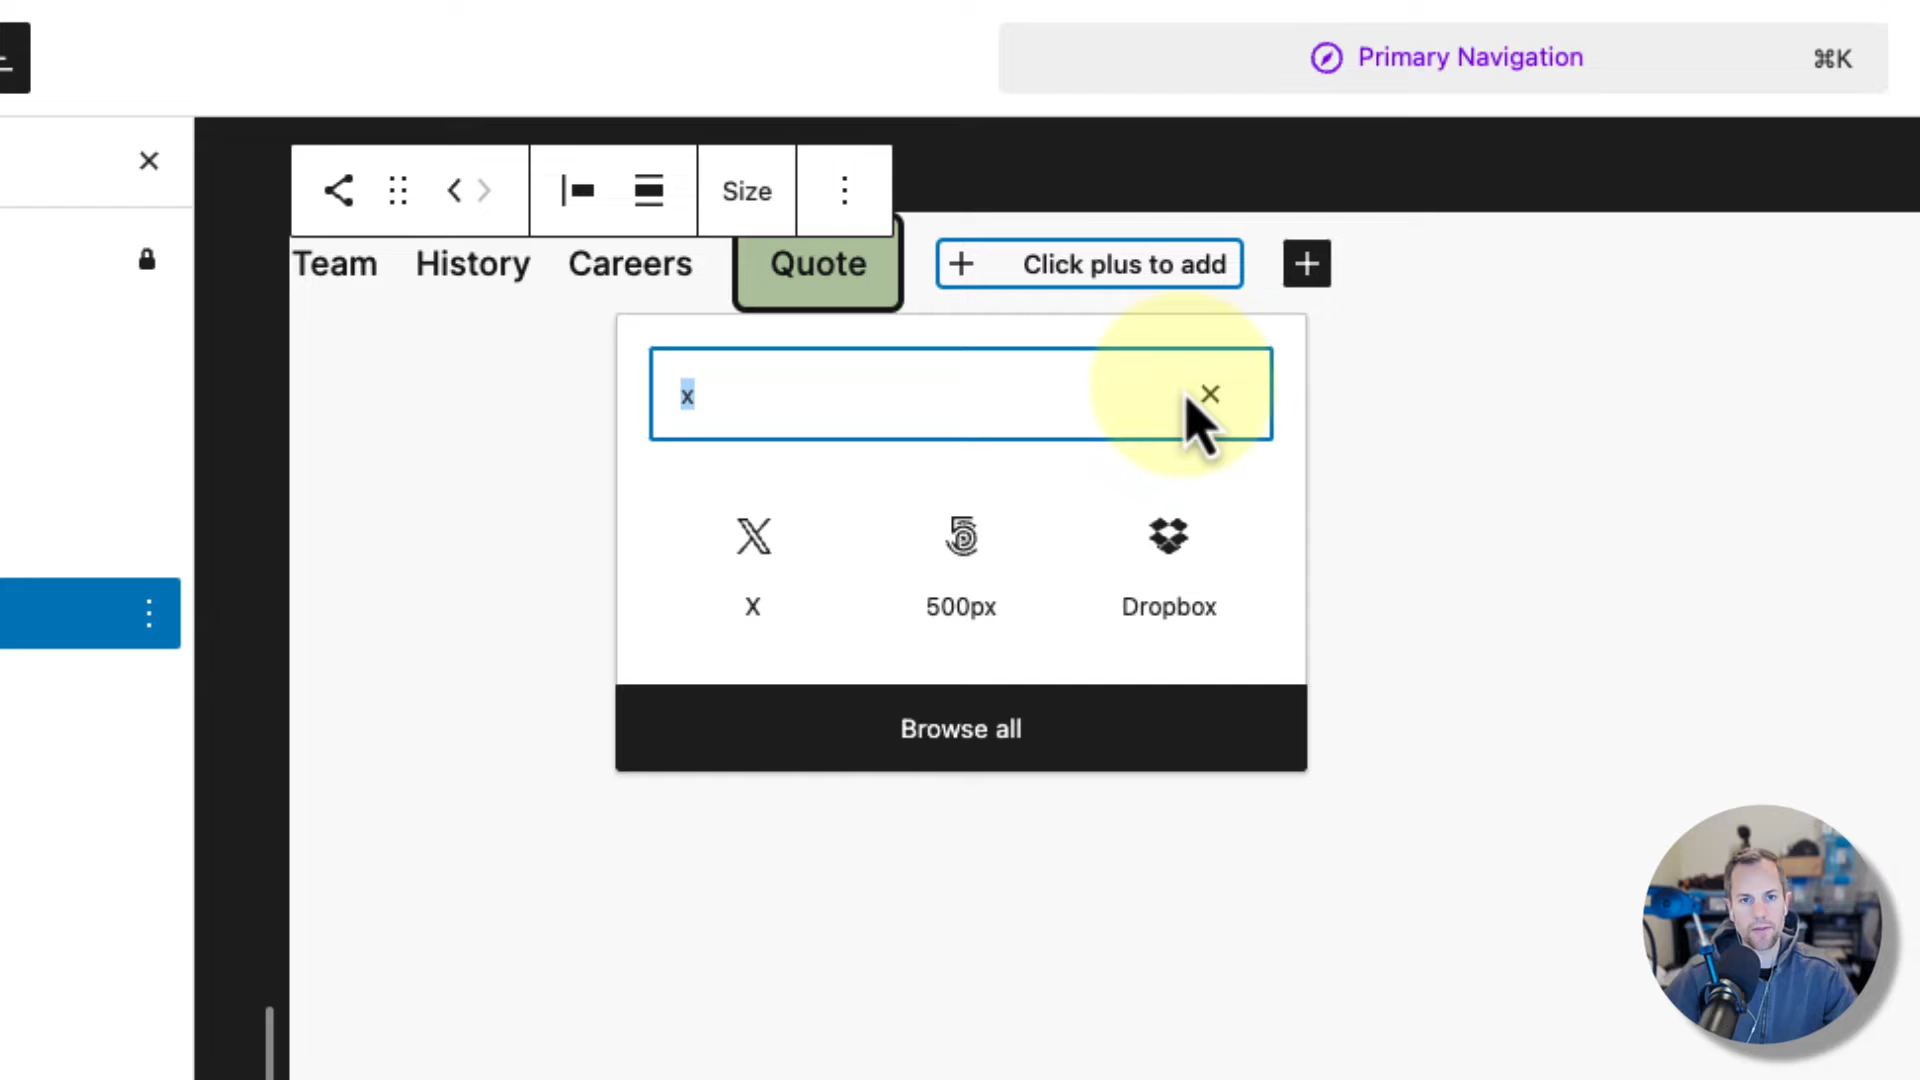 Primary Navigation ⌘K
Size
Team History Careers Quote Click plus to add
x
X 500px Dropbox
Browse all